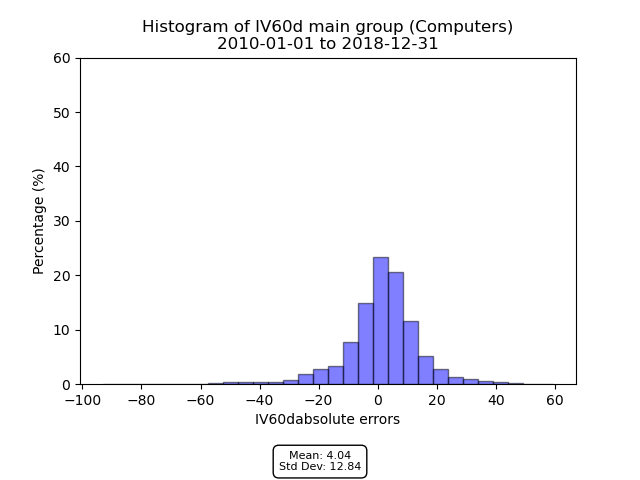 Histogram of IV60d main group (Computers)
2010-01-01 to 2018-12-31
Percentage (%)
60
50
40
30
20
10
0
−100 −80 −60 −40 −20 0 20 40 60
IV60dabsolute errors
Mean: 4.04
Std Dev: 12.84